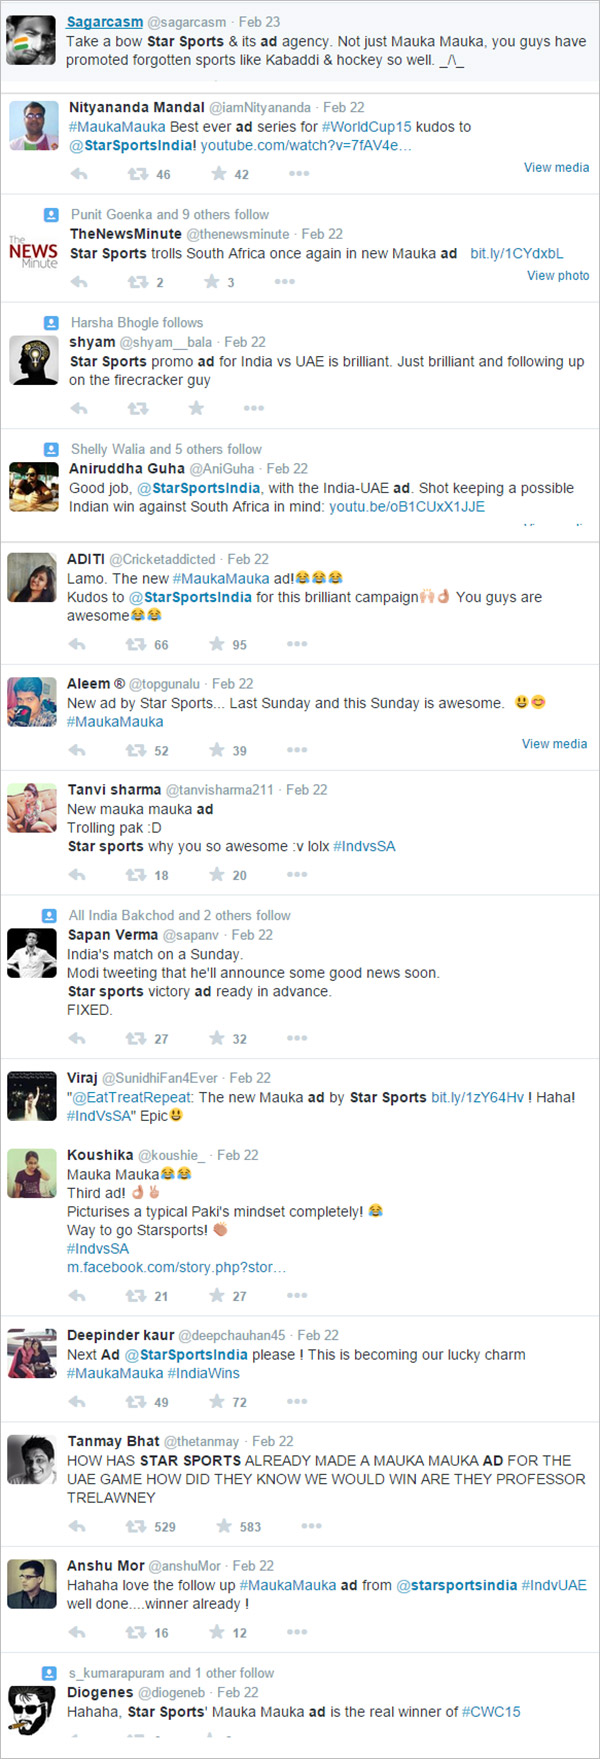 Sagarcasm @sagarcasm · Feb 23
Take a bow Star Sports & its ad agency. Not just Mauka Mauka, you guys have
promoted forgotten sports like Kabaddi & hockey so well. _/\_
Nityananda Mandal @iamNityananda · Feb 22
#MaukaMauka Best ever ad series for #WorldCup15 kudos to
@StarSportsIndia! youtube.com/watch?v=7fAV4e…
46 42 View media
Punit Goenka and 9 others follow
The NEWS Minute
TheNewsMinute @thenewsminute · Feb 22
Star Sports trolls South Africa once again in new Mauka ad bit.ly/1CYdxbL
2 3 View photo
Harsha Bhogle follows
shyam @shyam__bala · Feb 22
Star Sports promo ad for India vs UAE is brilliant. Just brilliant and following up
on the firecracker guy
Shelly Walia and 5 others follow
Aniruddha Guha @AniGuha · Feb 22
Good job, @StarSportsIndia, with the India-UAE ad. Shot keeping a possible
Indian win against South Africa in mind: youtu.be/oB1CUxX1JJE
ADITI @Cricketaddicted · Feb 22
Lamo. The new #MaukaMauka ad!😂😂😂
Kudos to @StarSportsIndia for this brilliant campaign🙌👌 You guys are
awesome😂😂
66 95
Aleem ® @topgunalu · Feb 22
New ad by Star Sports... Last Sunday and this Sunday is awesome. 😃😊
#MaukaMauka
52 39 View media
Tanvi sharma @tanvisharma211 · Feb 22
New mauka mauka ad
Trolling pak :D
Star sports why you so awesome :v lolx #IndvsSA
18 20
All India Bakchod and 2 others follow
Sapan Verma @sapanv · Feb 22
India's match on a Sunday.
Modi tweeting that he'll announce some good news soon.
Star sports victory ad ready in advance.
FIXED.
27 32
Viraj @SunidhiFan4Ever · Feb 22
"@EatTreatRepeat: The new Mauka ad by Star Sports bit.ly/1zY64Hv ! Haha!
#IndVsSA" Epic😃
Koushika @koushie_ · Feb 22
Mauka Mauka😂😂
Third ad! 👌✌
Picturises a typical Paki's mindset completely! 😂
Way to go Starsports! 👏
#IndvsSA
m.facebook.com/story.php?stor…
21 27
Deepinder kaur @deepchauhan45 · Feb 22
Next Ad @StarSportsIndia please ! This is becoming our lucky charm
#MaukaMauka #IndiaWins
49 72
Tanmay Bhat @thetanmay · Feb 22
HOW HAS STAR SPORTS ALREADY MADE A MAUKA MAUKA AD FOR THE
UAE GAME HOW DID THEY KNOW WE WOULD WIN ARE THEY PROFESSOR
TRELAWNEY
529 583
Anshu Mor @anshuMor · Feb 22
Hahaha love the follow up #MaukaMauka ad from @starsportsindia #IndvUAE
well done....winner already !
16 12
s_kumarapuram and 1 other follow
Diogenes @diogeneb · Feb 22
Hahaha, Star Sports' Mauka Mauka ad is the real winner of #CWC15